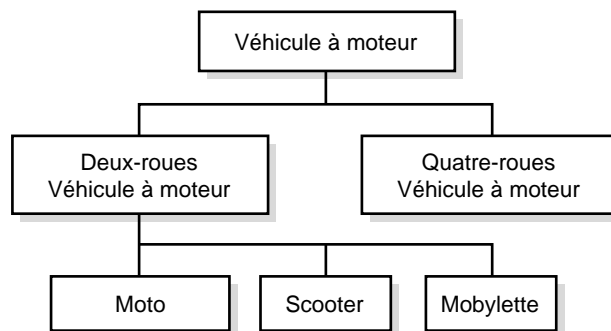 Véhicule à moteur
Deux-roues
Véhicule à moteur
Quatre-roues
Véhicule à moteur
Moto
Scooter
Mobylette